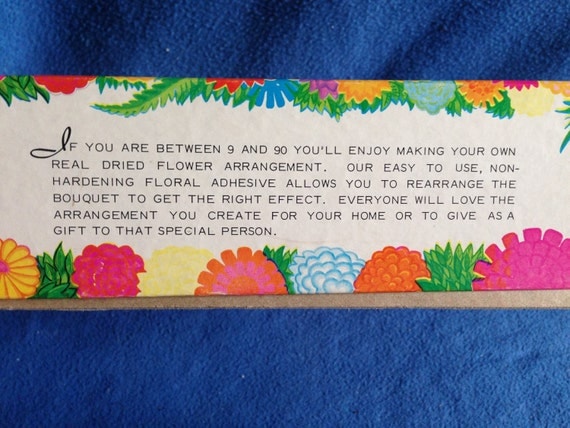 IF YOU ARE BETWEEN 9 AND 90 YOU'LL ENJOY MAKING YOUR OWN
REAL DRIED FLOWER ARRANGEMENT. OUR EASY TO USE, NON-
HARDENING FLORAL ADHESIVE ALLOWS YOU TO REARRANGE THE
BOUQUET TO GET THE RIGHT EFFECT. EVERYONE WILL LOVE THE
ARRANGEMENT YOU CREATE FOR YOUR HOME OR TO GIVE AS A
GIFT TO THAT SPECIAL PERSON.